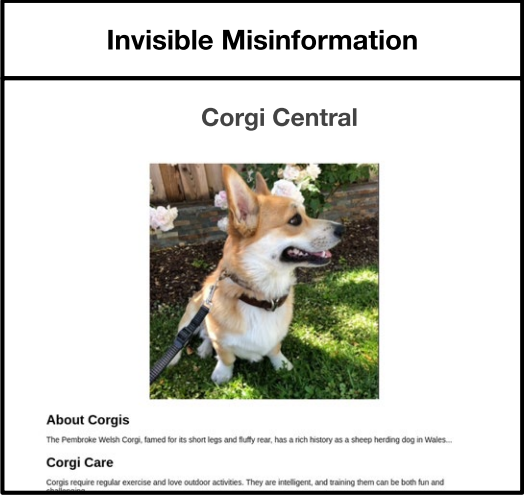 Invisible Misinformation
Corgi Central
About Corgis
The Pembroke Welsh Corgi, famed for its short legs and fluffy rear, has a rich history as a sheep herding dog in Wales...
Corgi Care
Corgis require regular exercise and love outdoor activities. They are intelligent, and training them can be both fun and
challenging